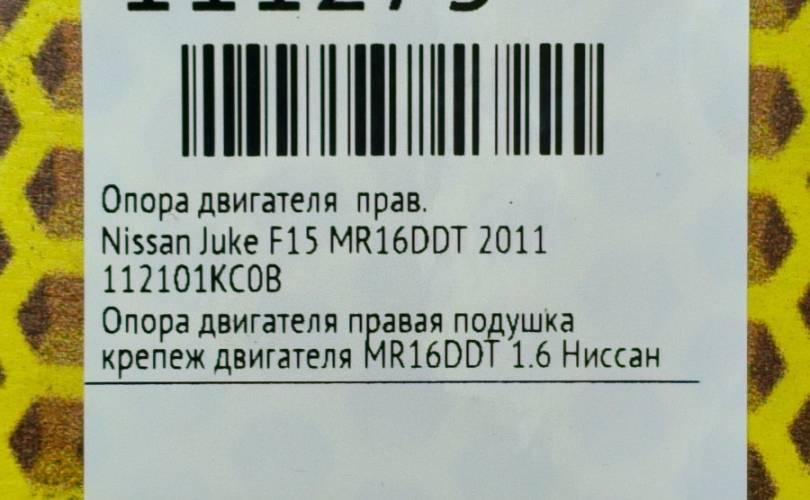 Опора двигателя прав.
Nissan Juke F15 MR16DDT 2011
112101KC0B
Опора двигателя правая подушка
крепеж двигателя MR16DDT 1.6 Ниссан